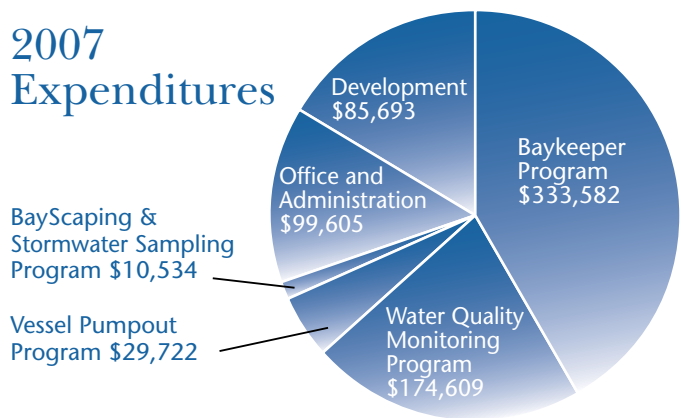 2007
Expenditures
Development
$85,693
Baykeeper
Program
$333,582
Office and
Administration
$99,605
BayScaping &
Stormwater Sampling
Program $10,534
Vessel Pumpout
Program $29,722
Water Quality
Monitoring
Program
$174,609